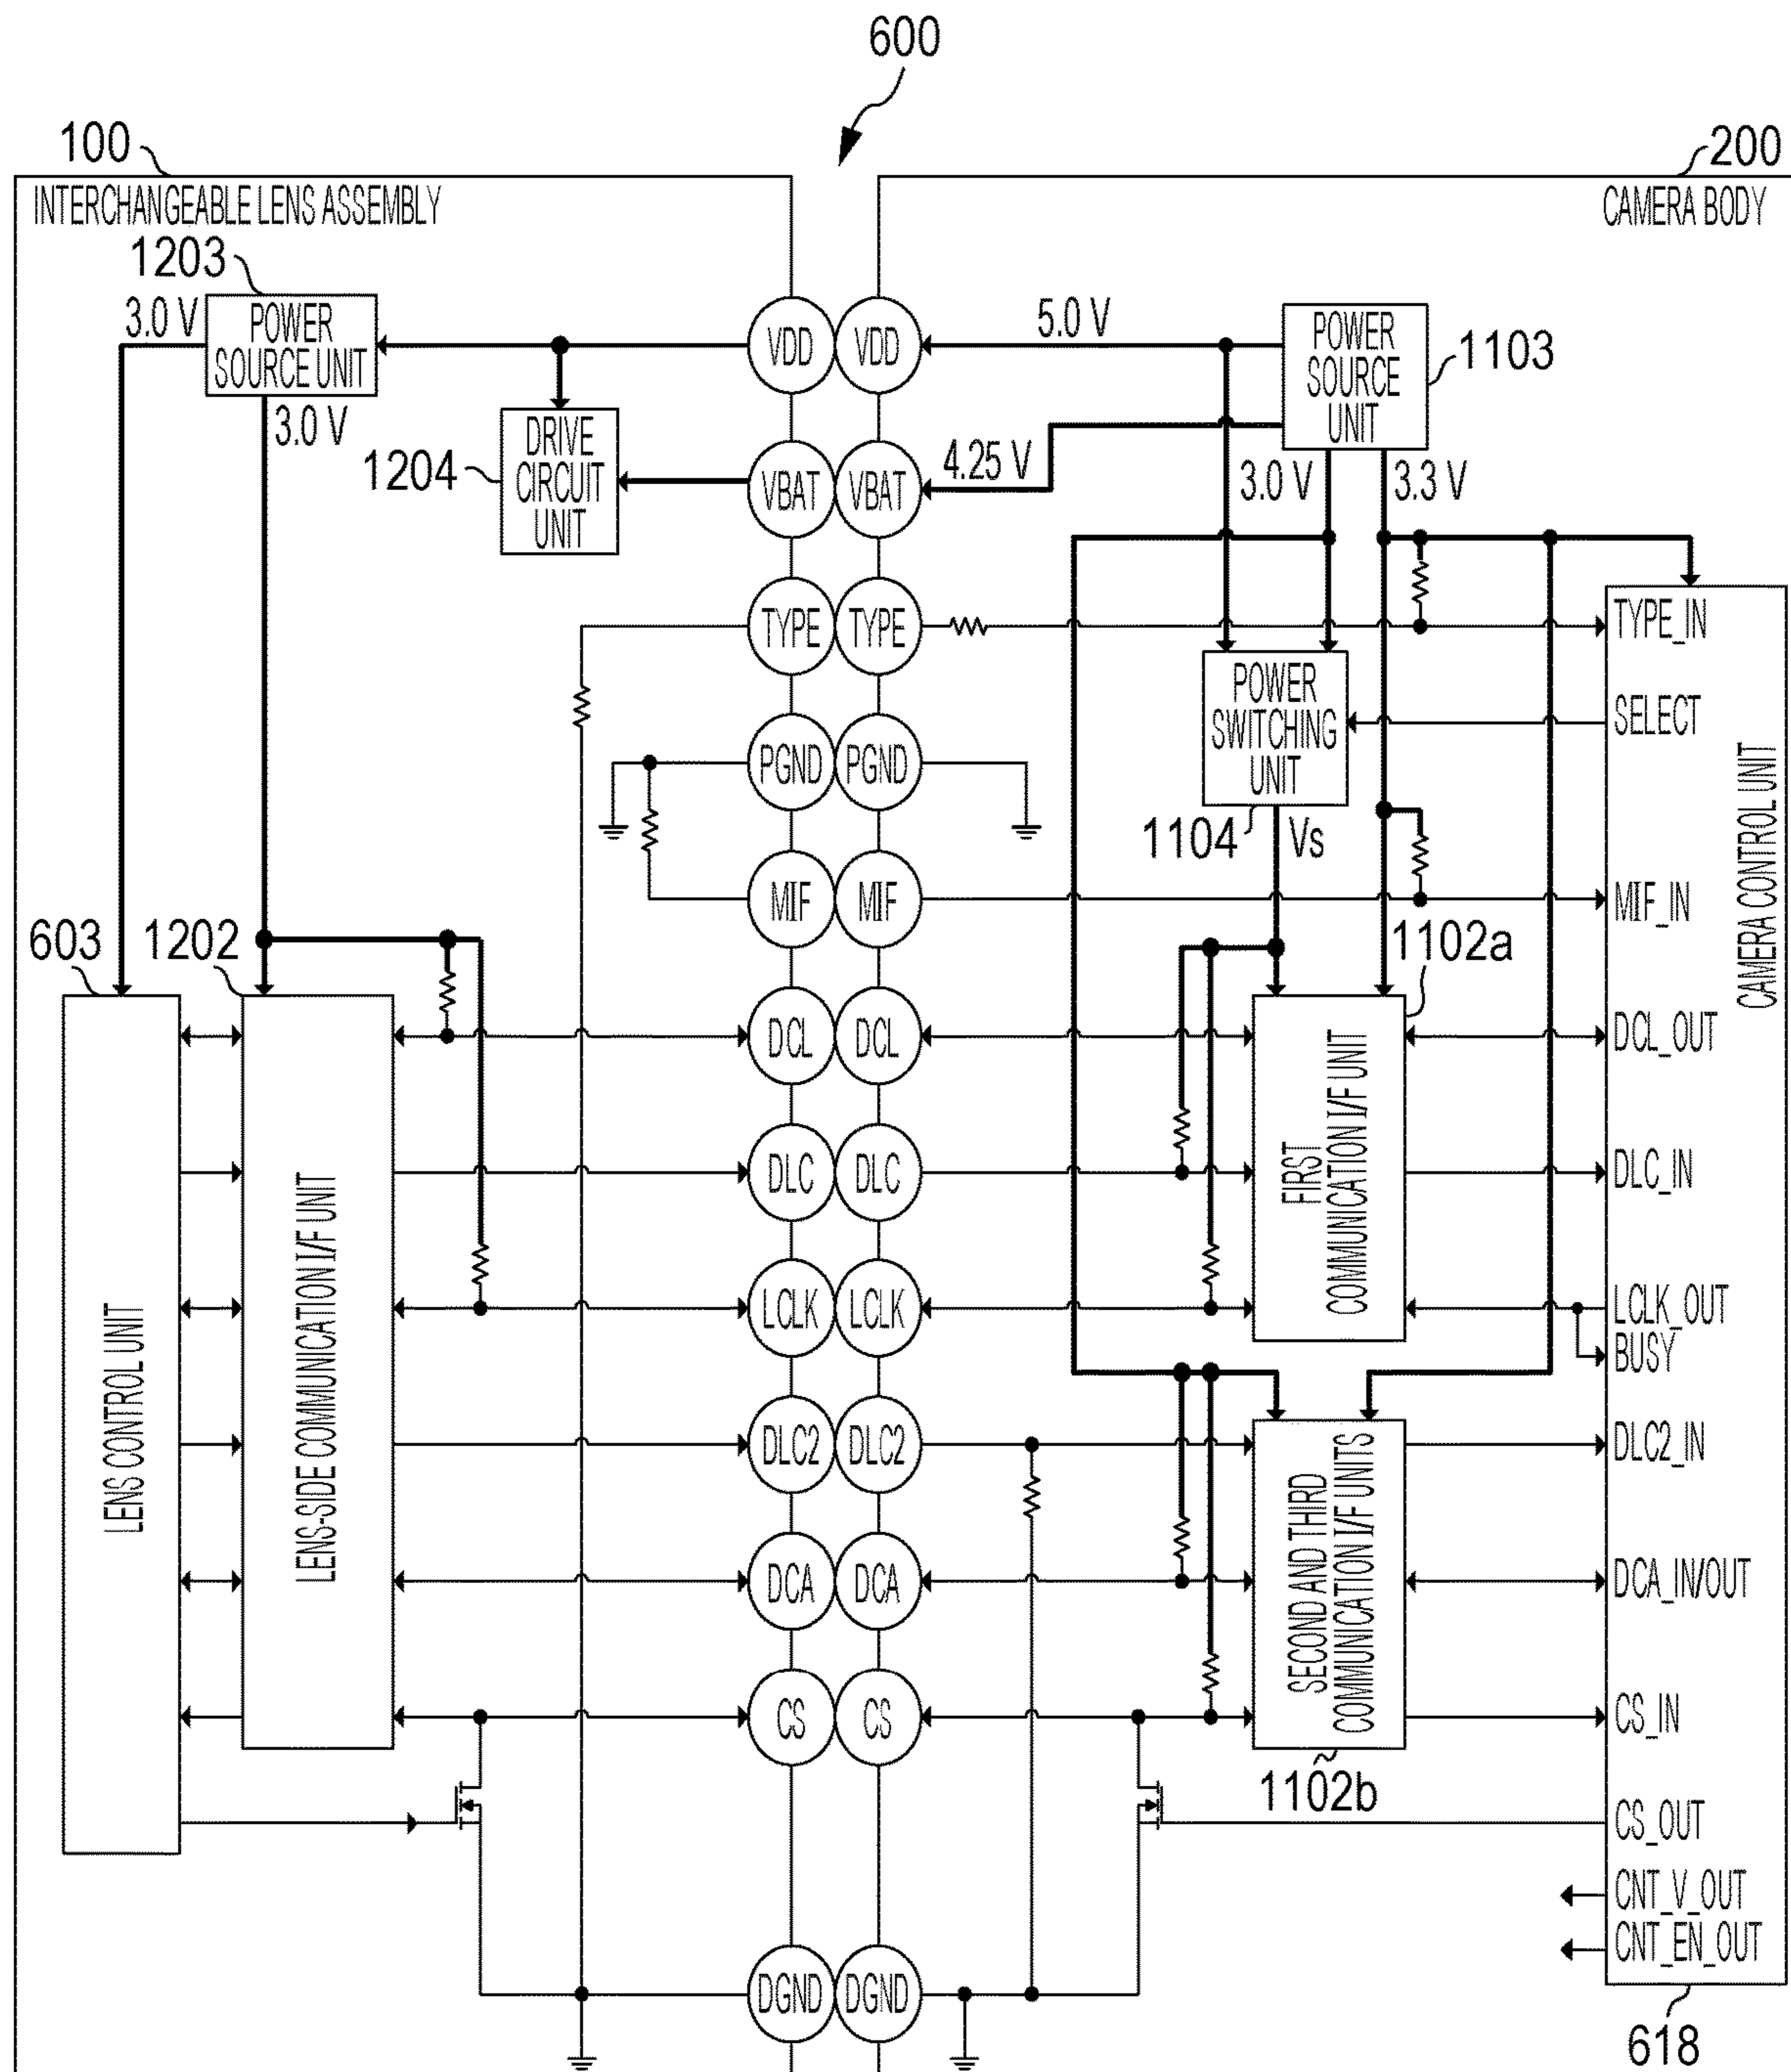 600
100
200
INTERCHANGEABLE LENS ASSEMBLY
CAMERA BODY
1203
3.0 V
POWER
SOURCE UNIT
3.0 V
VDD
VDD
5.0 V
POWER
SOURCE
UNIT
1103
DRIVE
CIRCUIT
UNIT
1204
VBAT
VBAT
4.25 V
3.0 V
3.3 V
TYPE
TYPE
TYPE_IN
POWER
SWITCHING
UNIT
SELECT
PGND
PGND
1104
Vs
CAMERA CONTROL UNIT
MIF
MIF
MIF_IN
603
1202
1102a
DCL
DCL
DCL_OUT
FIRST
COMMUNICATION I/F UNIT
DLC
DLC
DLC_IN
LENS CONTROL UNIT
LENS-SIDE COMMUNICATION I/F UNIT
LCLK
LCLK
LCLK_OUT
BUSY
DLC2
DLC2
DLC2_IN
SECOND AND THIRD
COMMUNICATION I/F UNITS
DCA
DCA
DCA_IN/OUT
CS
CS
CS_IN
1102b
CS_OUT
CNT_V_OUT
CNT_EN_OUT
DGND
DGND
618